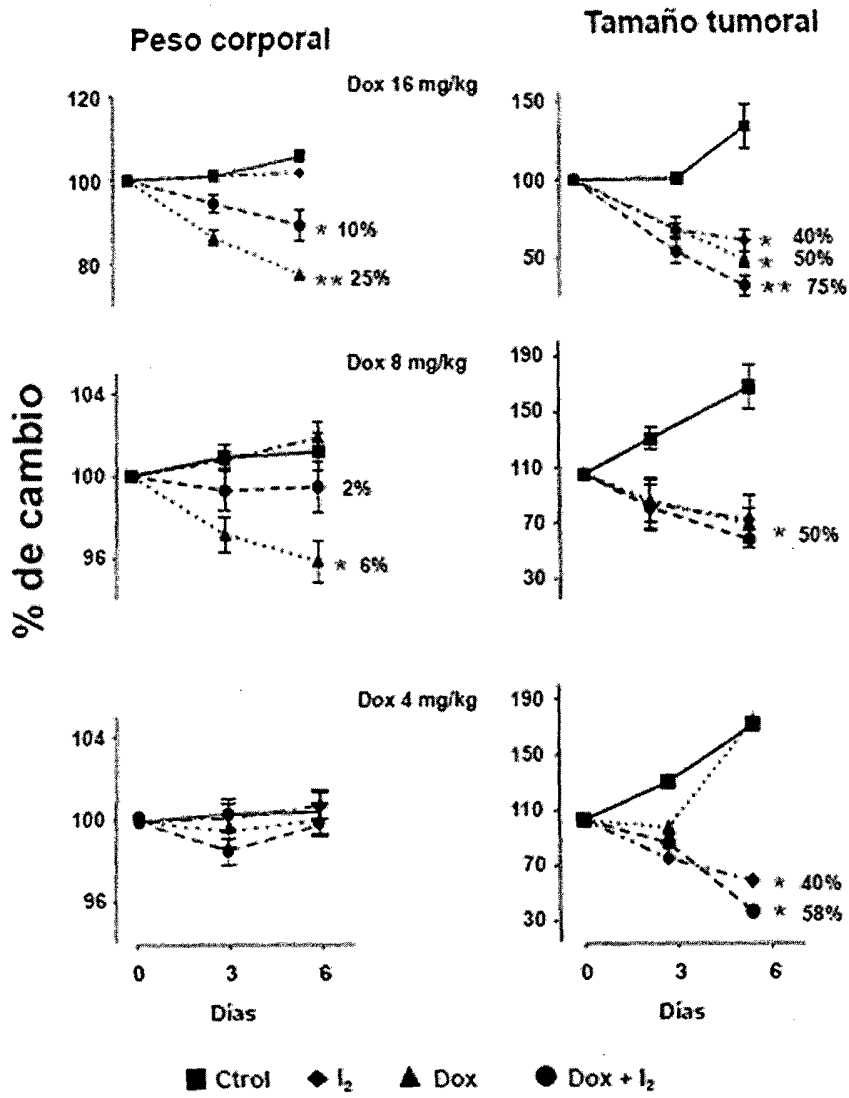 Peso corporal
Tamaño tumoral
Dox 16 mg/kg
120
100
80
* 10%
** 25%
150
100
50
* 40%
* 50%
** 75%
% de cambio
Dox 8 mg/kg
104
100
96
2%
* 6%
190
150
110
70
30
* 50%
Dox 4 mg/kg
104
100
96
0 3 6
Días
190
150
110
70
30
* 40%
* 58%
0 3 6
Días
Ctrol I₂ Dox Dox + I₂